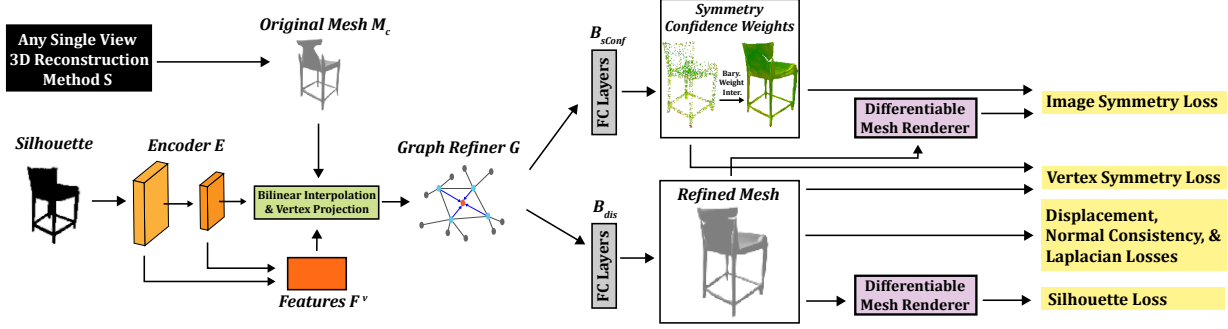 Any Single View
3D Reconstruction
Method S
Original Mesh M_c
Silhouette
Encoder E
Bilinear Interpolation
& Vertex Projection
Features F^v
Graph Refiner G
B_sConf
FC Layers
B_dis
FC Layers
Symmetry
Confidence Weights
Bary.
Weight
Inter.
Refined Mesh
Differentiable
Mesh Renderer
Differentiable
Mesh Renderer
Image Symmetry Loss
Vertex Symmetry Loss
Displacement,
Normal Consistency, &
Laplacian Losses
Silhouette Loss